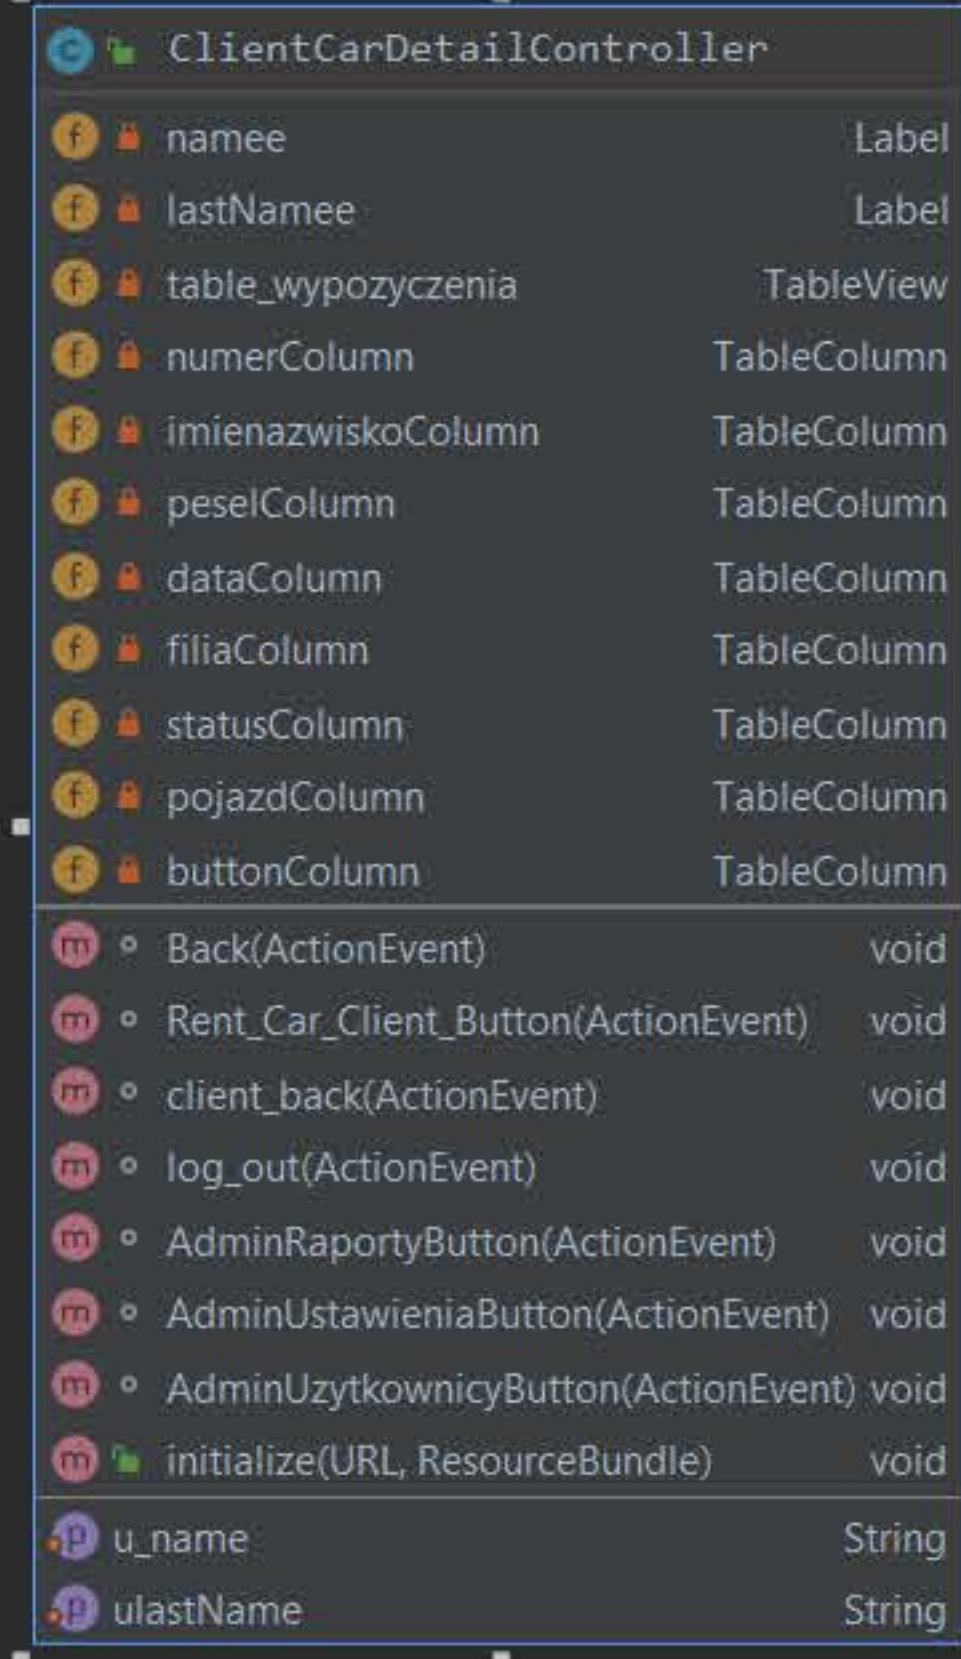 ClientCarDetailController
namee Label
lastNamee Label
table_wypozyczenia TableView
numerColumn TableColumn
imienazwiskoColumn TableColumn
peselColumn TableColumn
dataColumn TableColumn
filiaColumn TableColumn
statusColumn TableColumn
pojazdColumn TableColumn
buttonColumn TableColumn
Back(ActionEvent) void
Rent_Car_Client_Button(ActionEvent) void
client_back(ActionEvent) void
log_out(ActionEvent) void
AdminRaportyButton(ActionEvent) void
AdminUstawieniaButton(ActionEvent) void
AdminUzytkownicyButton(ActionEvent) void
initialize(URL, ResourceBundle) void
u_name String
ulastName String